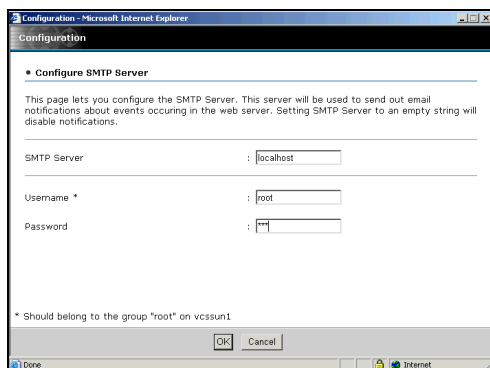 Configuration - Microsoft Internet Explorer
Configuration
• Configure SMTP Server
This page lets you configure the SMTP Server. This server will be used to send out email
notifications about events occuring in the web server. Setting SMTP Server to an empty string will
disable notifications.
SMTP Server : localhost
Username * : root
Password : ***
* Should belong to the group "root" on vcssun1
OK Cancel
Done Internet